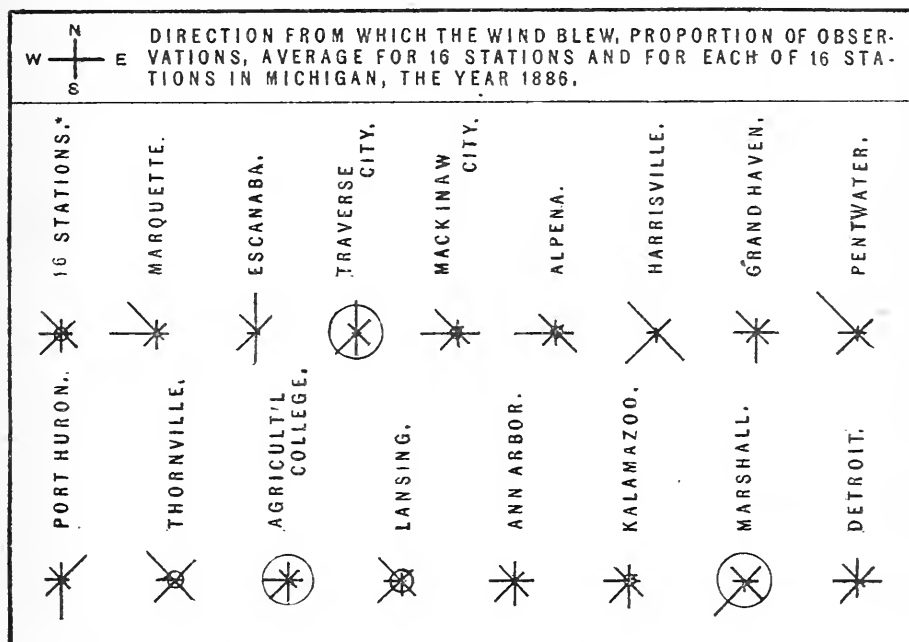 N
W E
S
DIRECTION FROM WHICH THE WIND BLEW, PROPORTION OF OBSER-
VATIONS, AVERAGE FOR 16 STATIONS AND FOR EACH OF 16 STA-
TIONS IN MICHIGAN, THE YEAR 1886.
16 STATIONS.*
MARQUETTE.
ESCANABA.
TRAVERSE
CITY.
MACKINAW
CITY.
ALPENA.
HARRISVILLE.
GRAND HAVEN.
PENTWATER.
PORT HURON.
THORNVILLE.
AGRICULT'L
COLLEGE.
LANSING.
ANN ARBOR.
KALAMAZOO.
MARSHALL.
DETROIT.